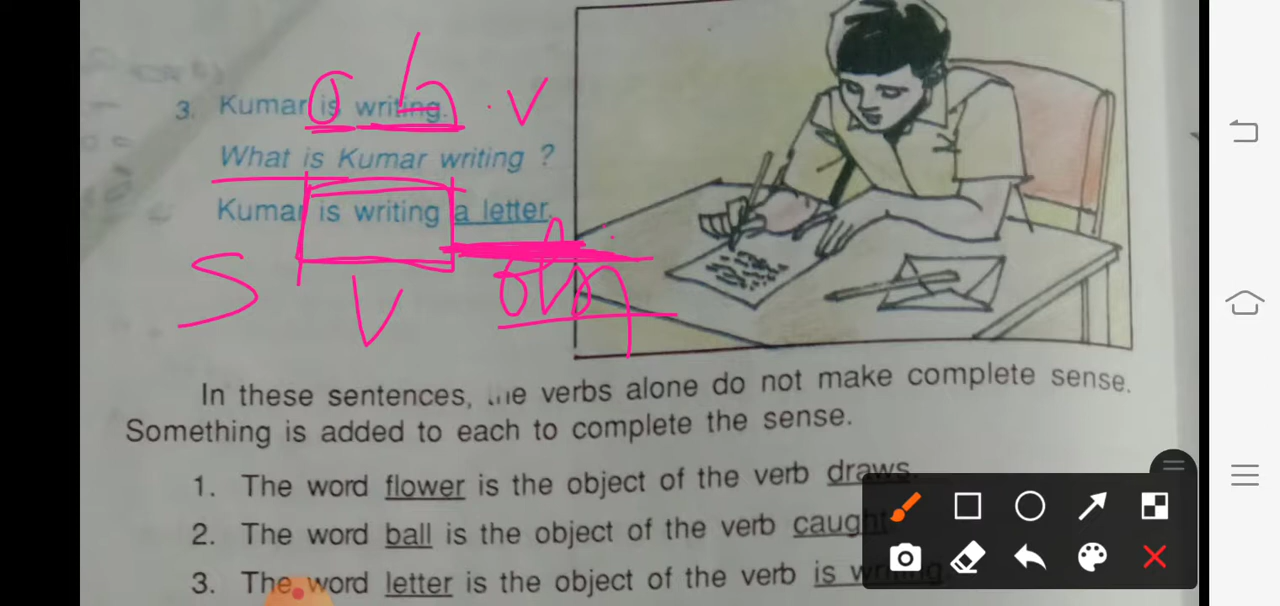 3. Kumar is writing. V
What is Kumar writing ?
Kumar is writing a letter.
S V obj
In these sentences, the verbs alone do not make complete sense.
Something is added to each to complete the sense.
1. The word flower is the object of the verb draws.
2. The word ball is the object of the verb caught
3. The word letter is the object of the verb is writing